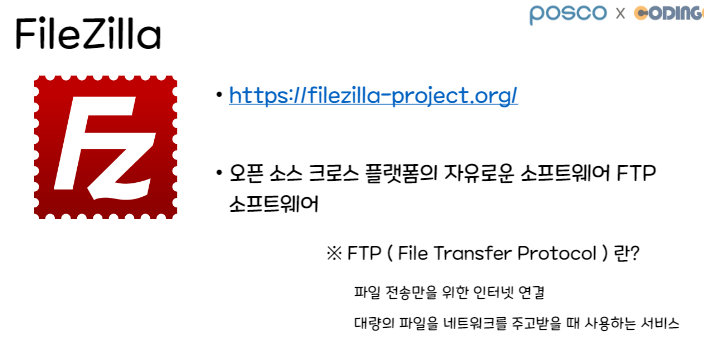 posco x CODING
FileZilla
Fz
• https://filezilla-project.org/
• 오픈 소스 크로스 플랫폼의 자유로운 소프트웨어 FTP
소프트웨어
※ FTP ( File Transfer Protocol ) 란?
파일 전송만을 위한 인터넷 연결
대량의 파일을 네트워크를 주고받을 때 사용하는 서비스